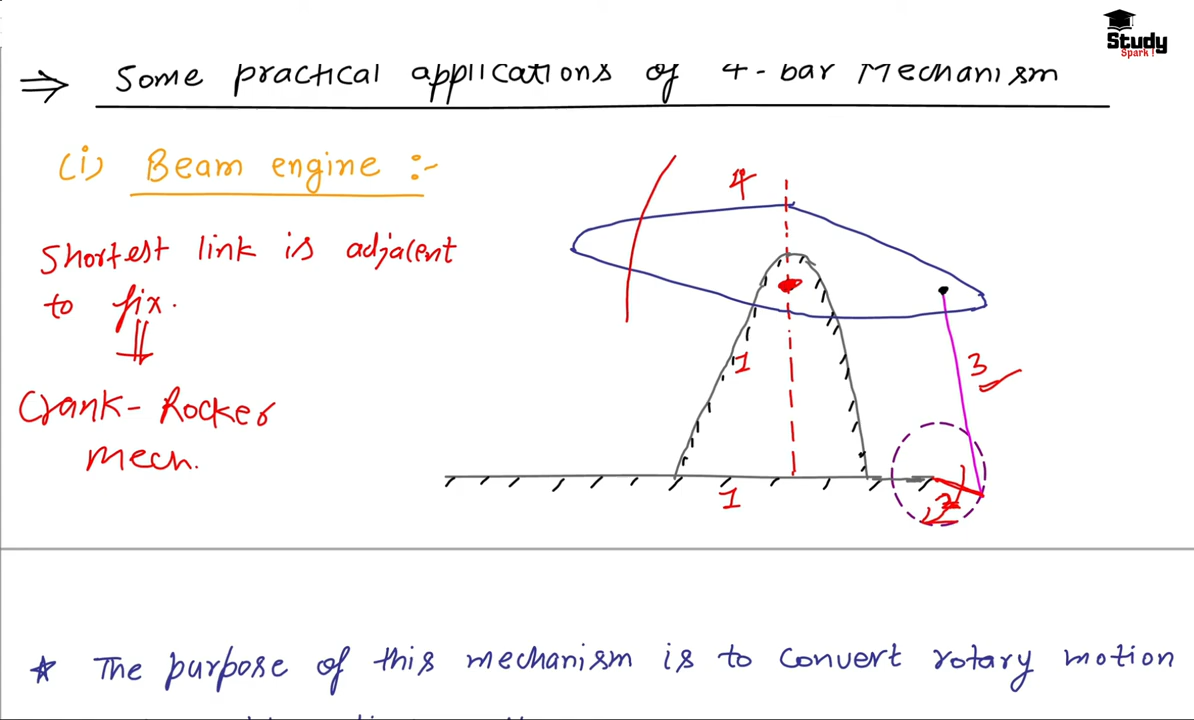 Study
Spark!
⇒ Some practical applications of 4-bar Mechanism
(i) Beam engine :-
Shortest link is adjacent
to fix.
⇓
Crank-Rocker
Mech.
4
1
3
2
1
* The purpose of this mechanism is to convert rotary motion